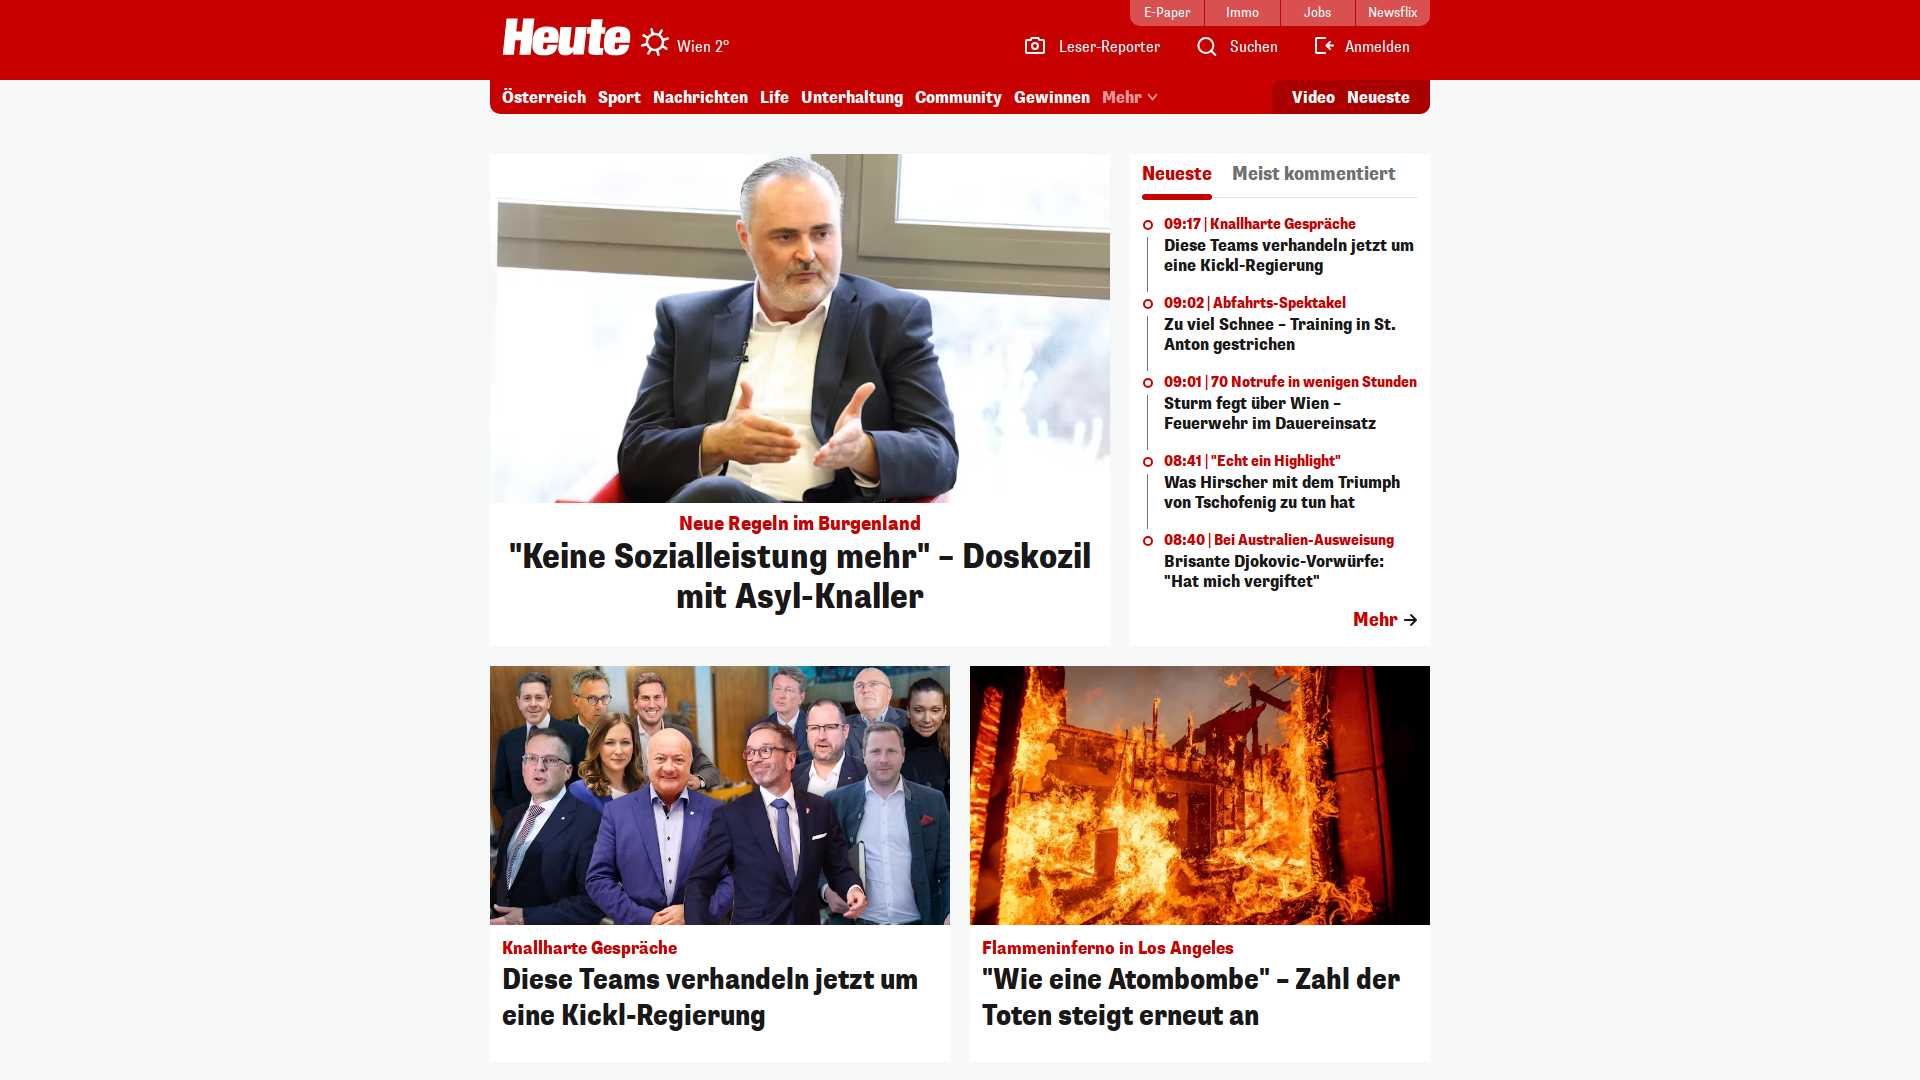 E-Paper
Immo
Jobs
Newsflix
Heute
Wien 2°
Leser-Reporter
Suchen
Anmelden
Österreich
Sport
Nachrichten
Life
Unterhaltung
Community
Gewinnen
Mehr
Video
Neueste
Neue Regeln im Burgenland
"Keine Sozialleistung mehr" – Doskozil
mit Asyl-Knaller
Neueste
Meist kommentiert
09:17 | Knallharte Gespräche
Diese Teams verhandeln jetzt um
eine Kickl-Regierung
09:02 | Abfahrts-Spektakel
Zu viel Schnee – Training in St.
Anton gestrichen
09:01 | 70 Notrufe in wenigen Stunden
Sturm fegt über Wien –
Feuerwehr im Dauereinsatz
08:41 | "Echt ein Highlight"
Was Hirscher mit dem Triumph
von Tschofenig zu tun hat
08:40 | Bei Australien-Ausweisung
Brisante Djokovic-Vorwürfe:
"Hat mich vergiftet"
Mehr
Knallharte Gespräche
Diese Teams verhandeln jetzt um
eine Kickl-Regierung
Flammeninferno in Los Angeles
"Wie eine Atombombe" – Zahl der
Toten steigt erneut an